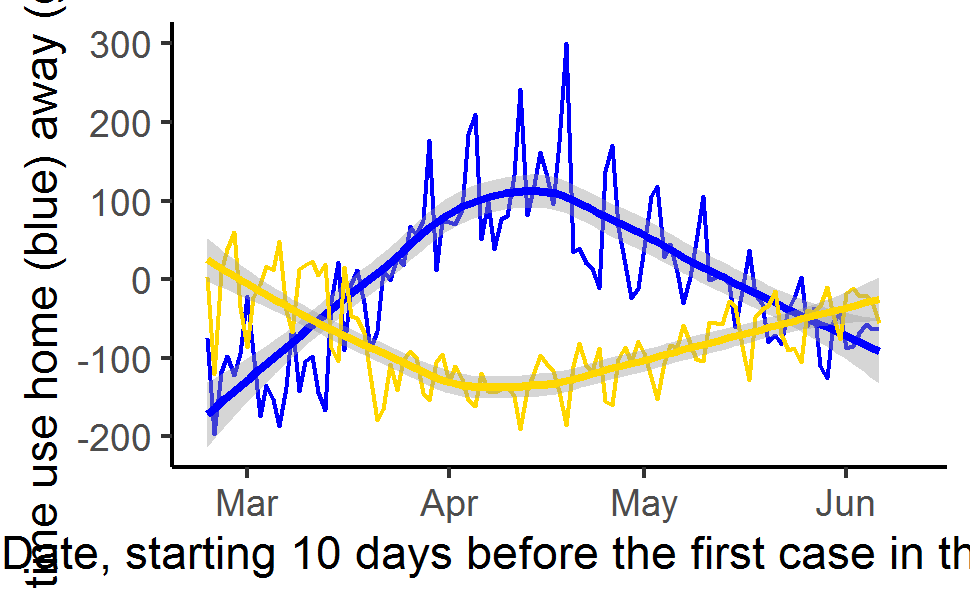 time use home (blue) away (
300
200
100
0
-100
-200
Mar Apr May Jun
Date, starting 10 days before the first case in th